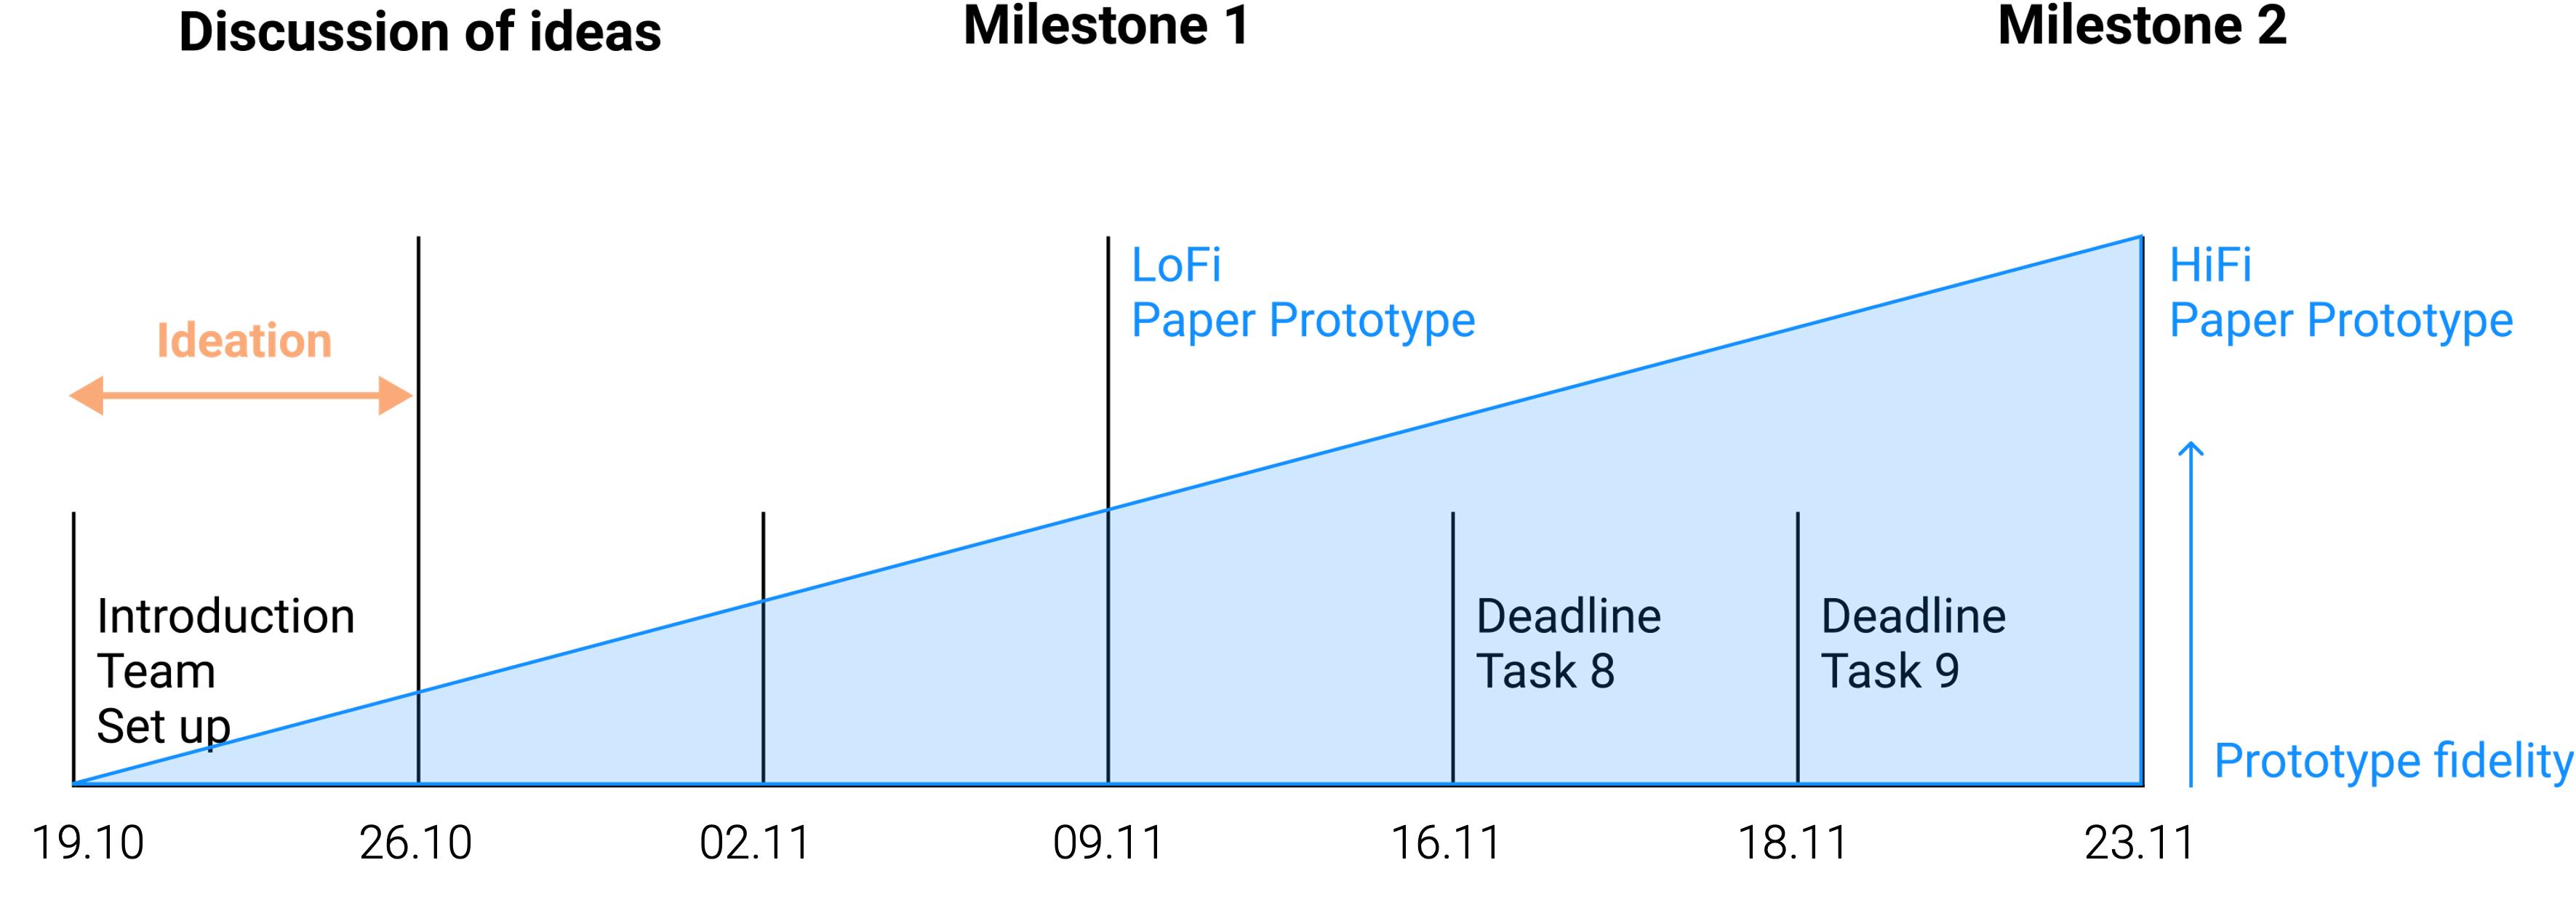 Discussion of ideas
Milestone 1
Milestone 2
Ideation
LoFi
Paper Prototype
HiFi
Paper Prototype
Introduction
Team
Set up
Deadline
Task 8
Deadline
Task 9
Prototype fidelity
19.10
26.10
02.11
09.11
16.11
18.11
23.11